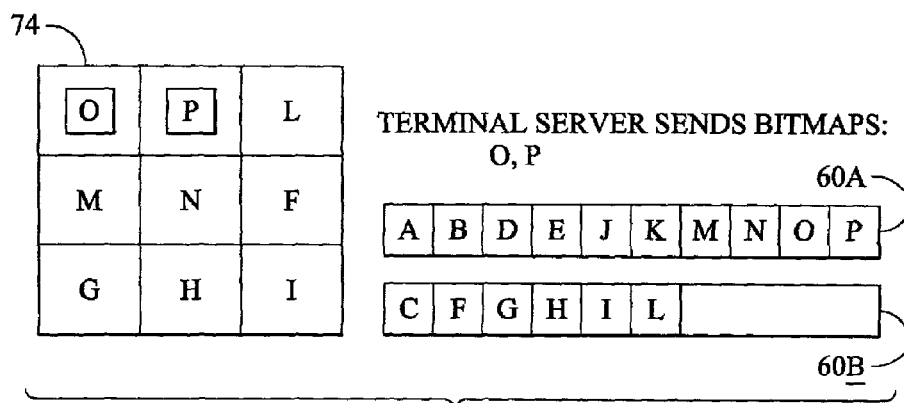 74
O P L
TERMINAL SERVER SENDS BITMAPS:
O, P
M N F
60A
A B D E J K M N O P
G H I
C F G H I L
60B